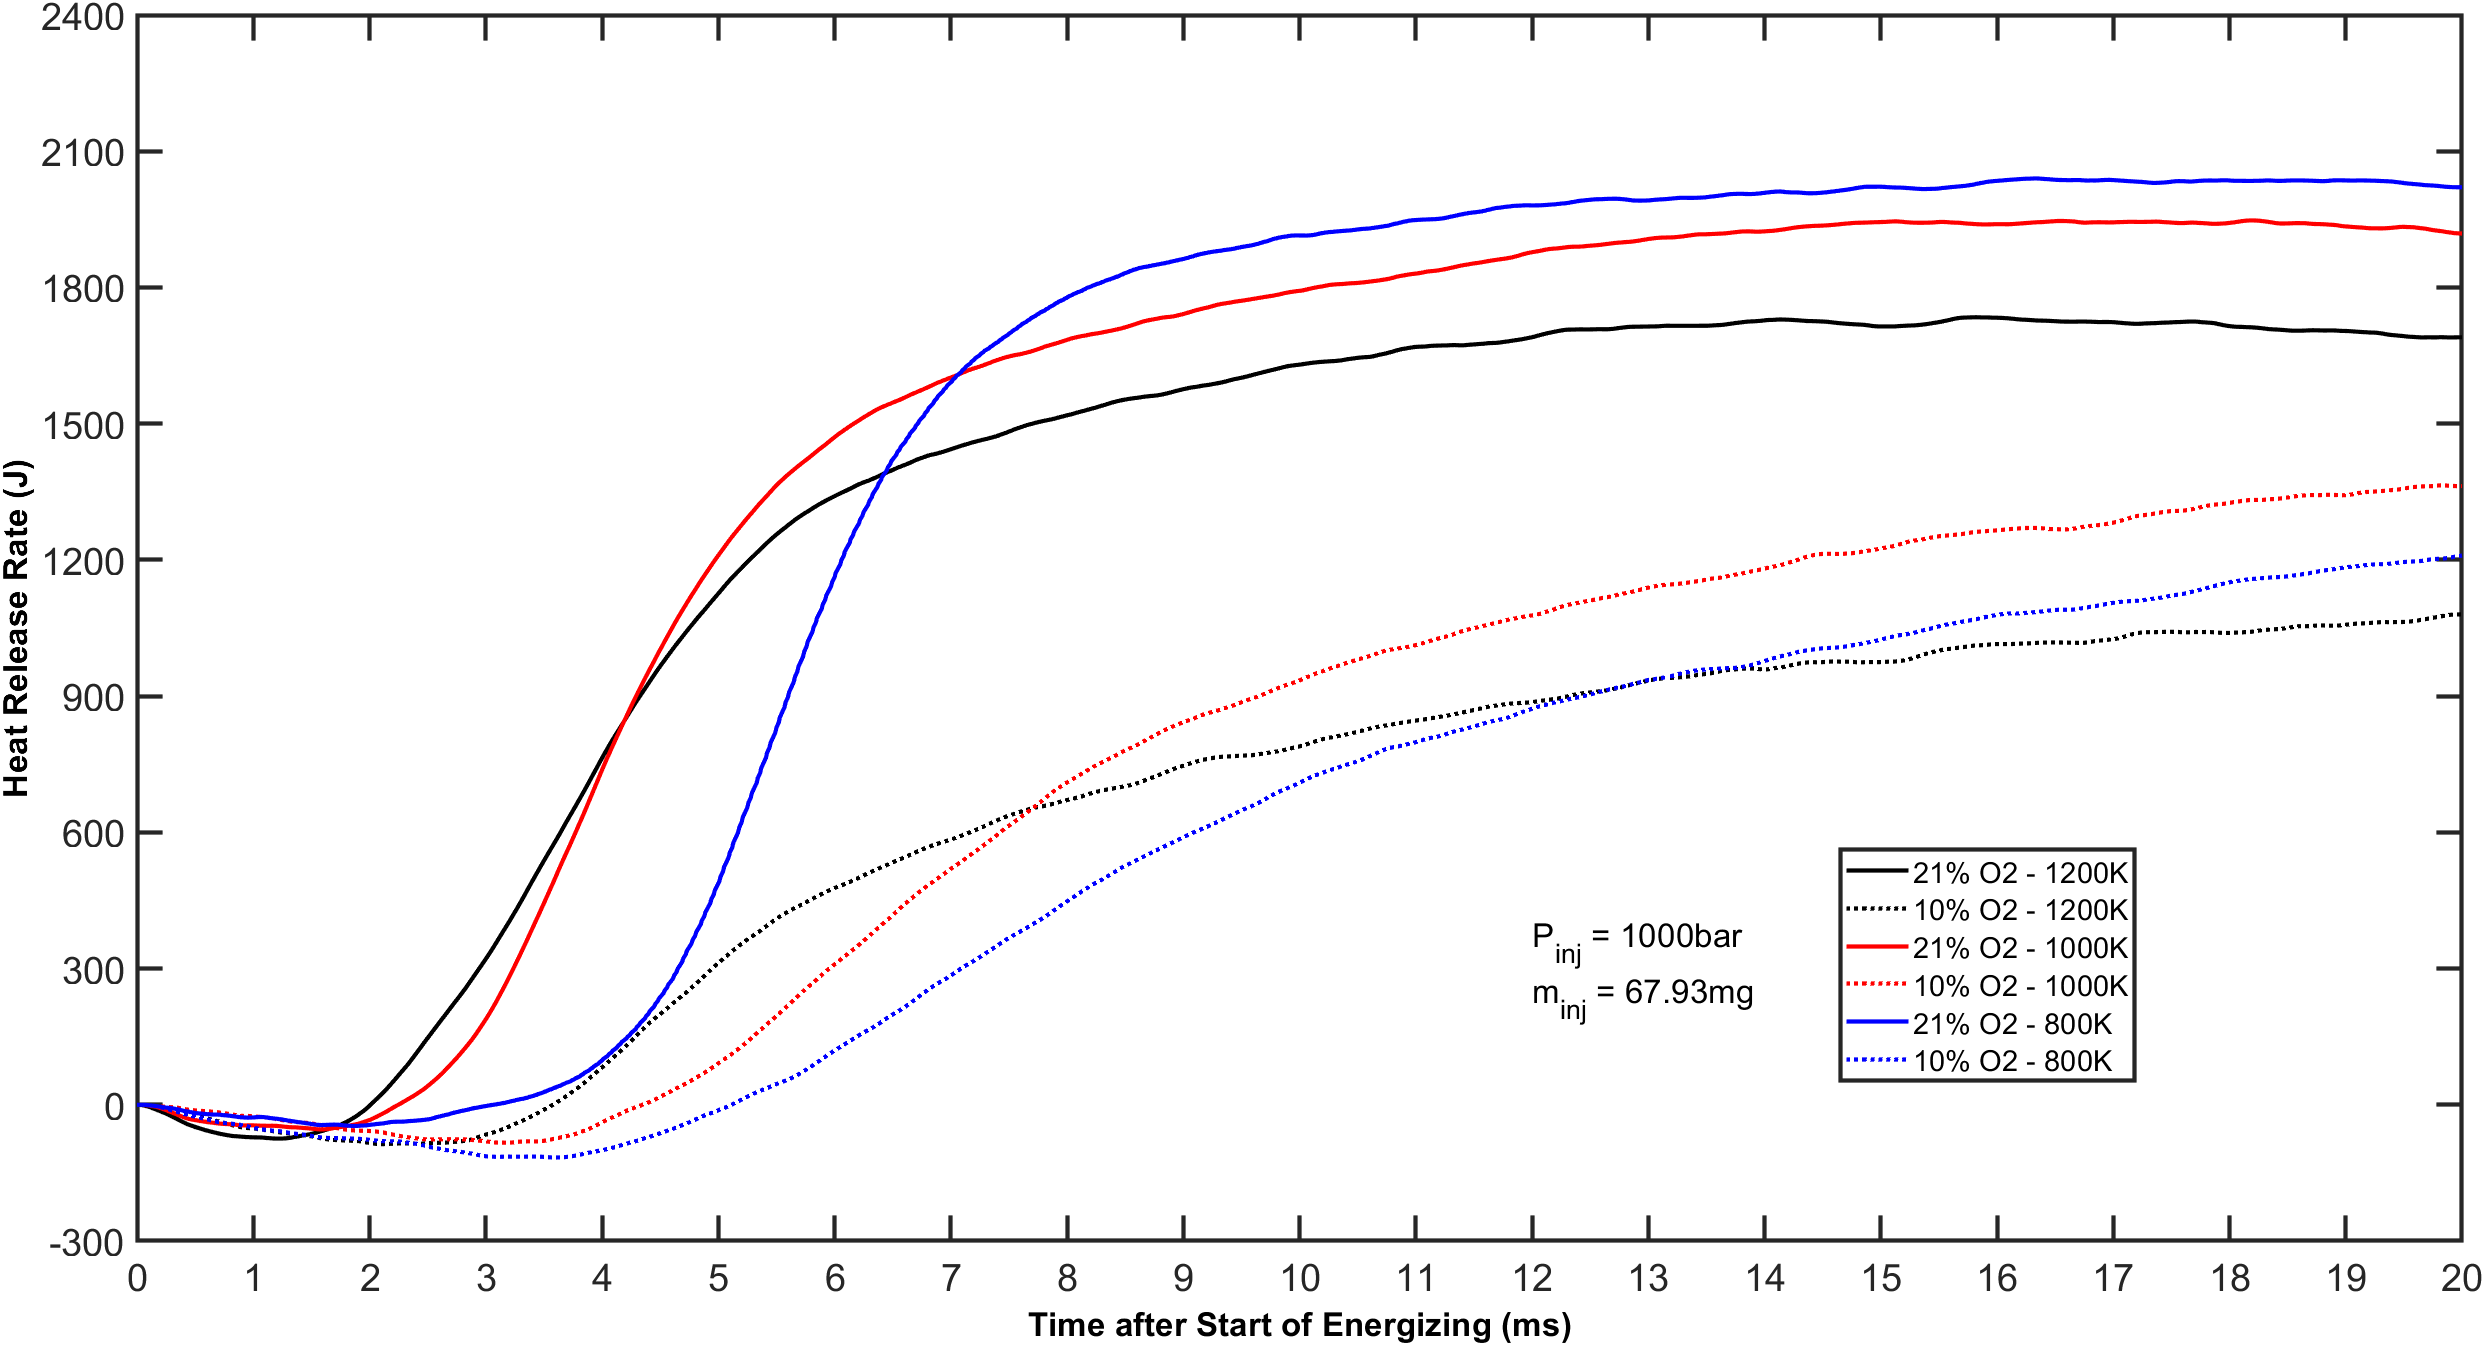 2400
2100
1800
1500
1200
900
600
300
0
-300
Heat Release Rate (J)
21% O2 - 1200K
10% O2 - 1200K
21% O2 - 1000K
10% O2 - 1000K
21% O2 - 800K
10% O2 - 800K
Pinj = 1000bar
minj = 67.93mg
0 1 2 3 4 5 6 7 8 9 10 11 12 13 14 15 16 17 18 19 20
Time after Start of Energizing (ms)